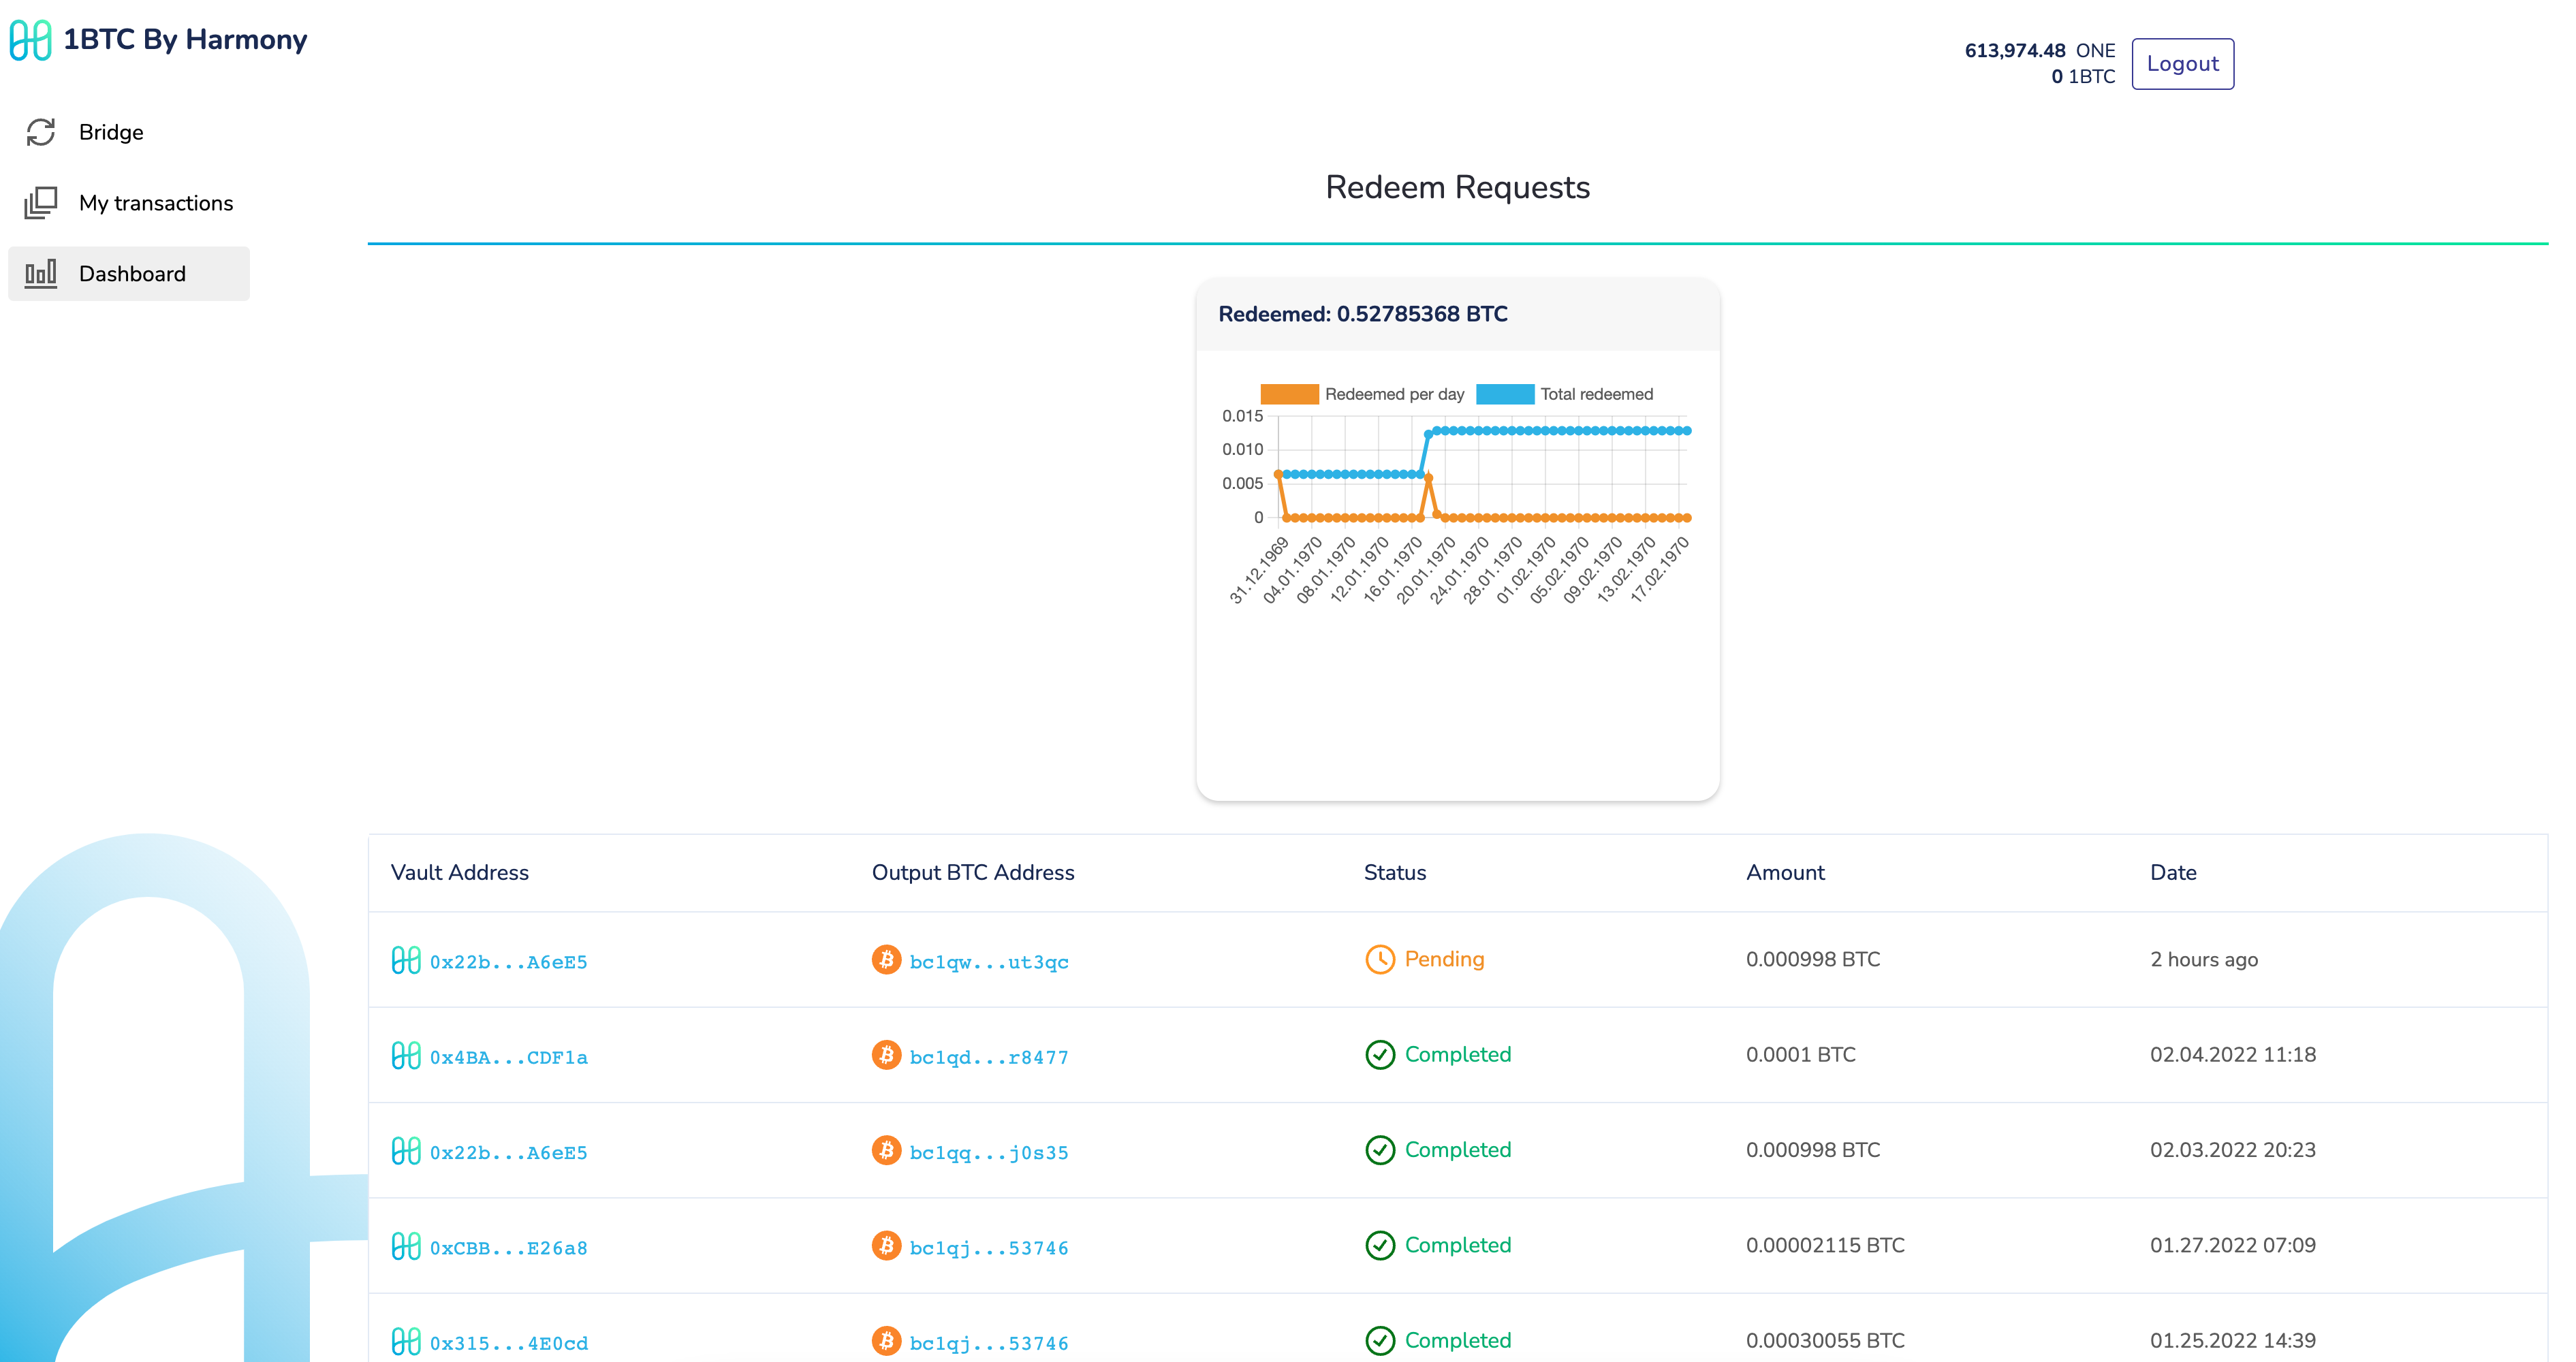 1BTC By Harmony
613,974.48 ONE
0 1BTC
Logout
Bridge
My transactions
Dashboard
Redeem Requests
Redeemed: 0.52785368 BTC
Redeemed per day Total redeemed
0.015
0.010
0.005
0
31.12.1969 04.01.1970 08.01.1970 12.01.1970 16.01.1970 20.01.1970 24.01.1970 28.01.1970 01.02.1970 05.02.1970 09.02.1970 13.02.1970 17.02.1970
Vault Address Output BTC Address Status Amount Date
0x22b...A6eE5 bc1qw...ut3qc Pending 0.000998 BTC 2 hours ago
0x4BA...CDF1a bc1qd...r8477 Completed 0.0001 BTC 02.04.2022 11:18
0x22b...A6eE5 bc1qq...j0s35 Completed 0.000998 BTC 02.03.2022 20:23
0xCBB...E26a8 bc1qj...53746 Completed 0.00002115 BTC 01.27.2022 07:09
0x315...4E0cd bc1qj...53746 Completed 0.00030055 BTC 01.25.2022 14:39